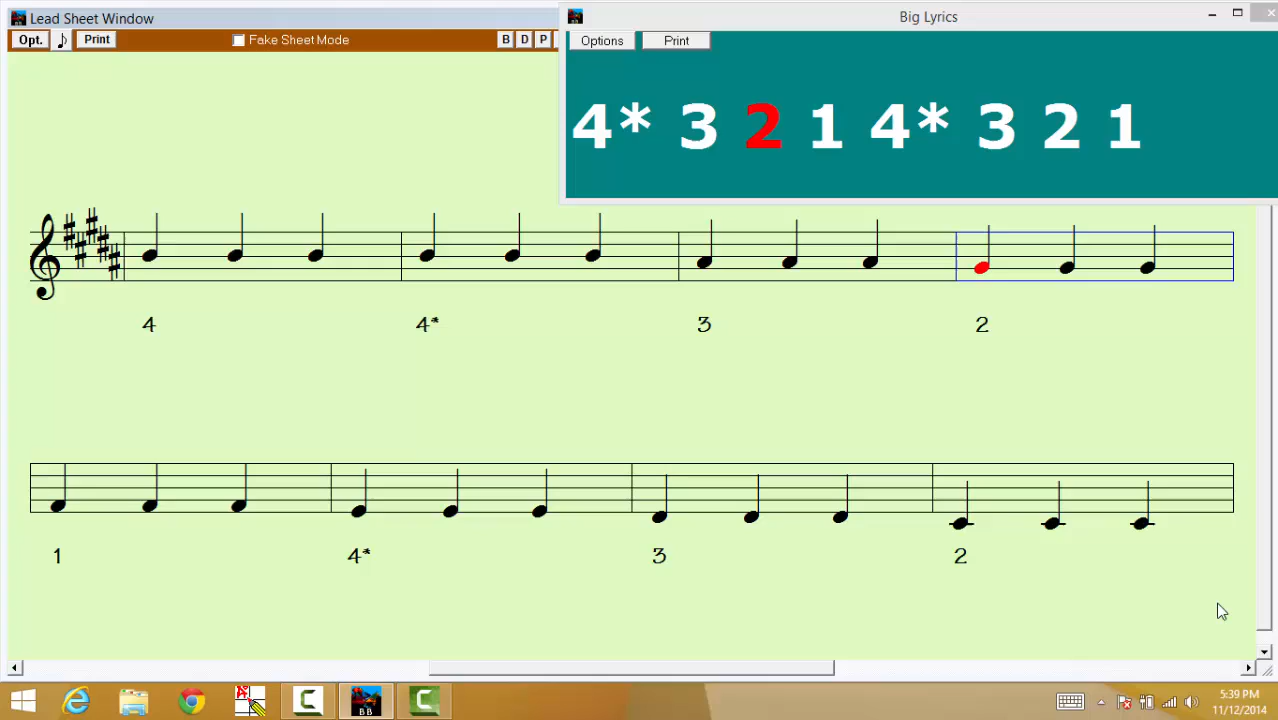 Lead Sheet Window
Big Lyrics
Opt.
Print
Fake Sheet Mode
B D P
Options
Print
4* 3 2 1 4* 3 2 1
4 4* 3 2
1 4* 3 2
BB
5:39 PM
11/12/2014